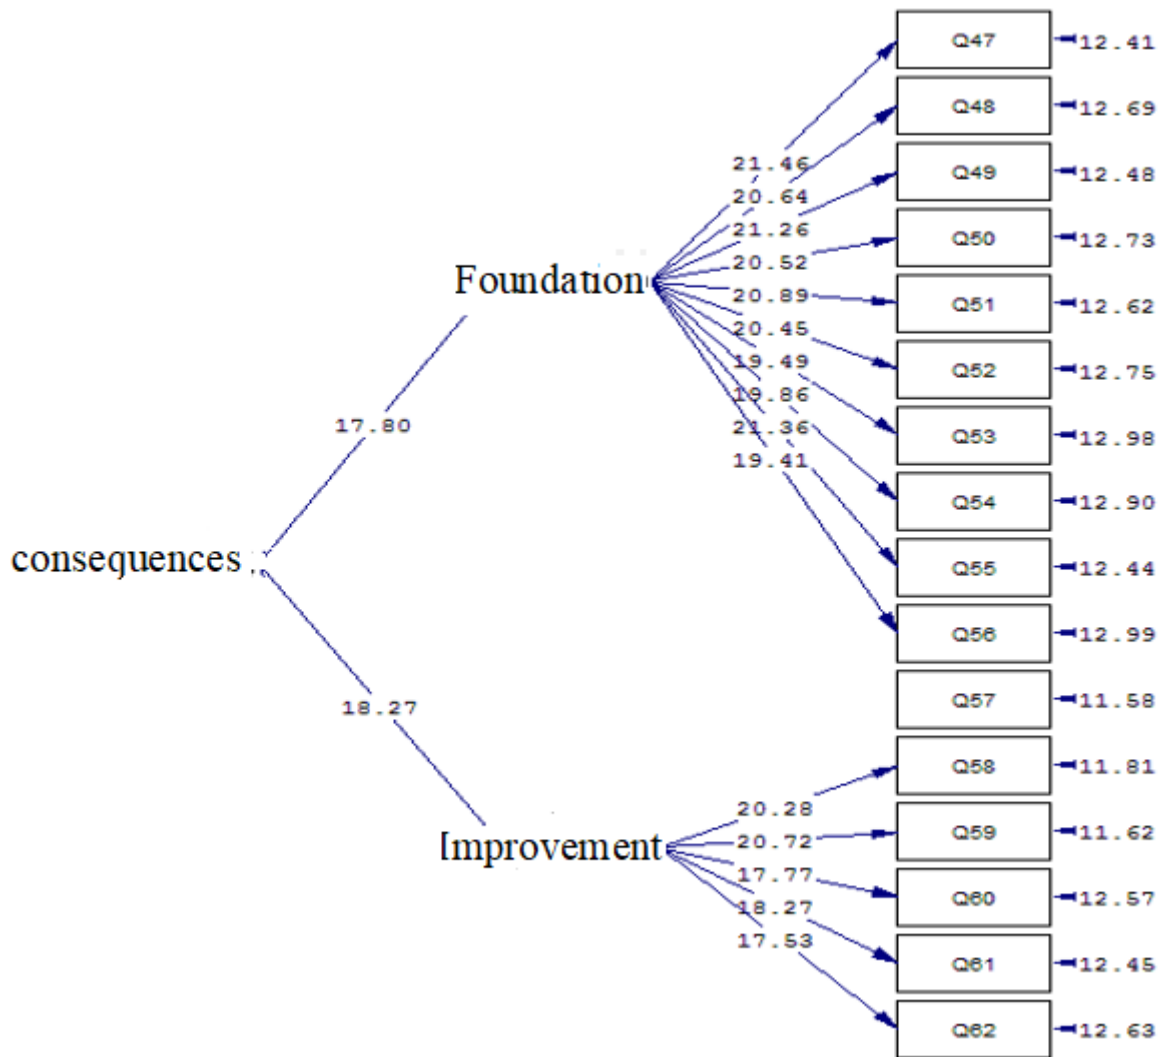 Q47 12.41
Q48 12.69
21.46
Q49 12.48
20.64
21.26
Q50 12.73
20.52
Foundation
20.89
Q51 12.62
20.45
19.49
Q52 12.75
19.86
17.80
21.36
Q53 12.98
19.41
Q54 12.90
consequences
Q55 12.44
Q56 12.99
Q57 11.58
18.27
Q58 11.81
20.28
Q59 11.62
20.72
Improvement
17.77
Q60 12.57
18.27
17.53
Q61 12.45
Q62 12.63